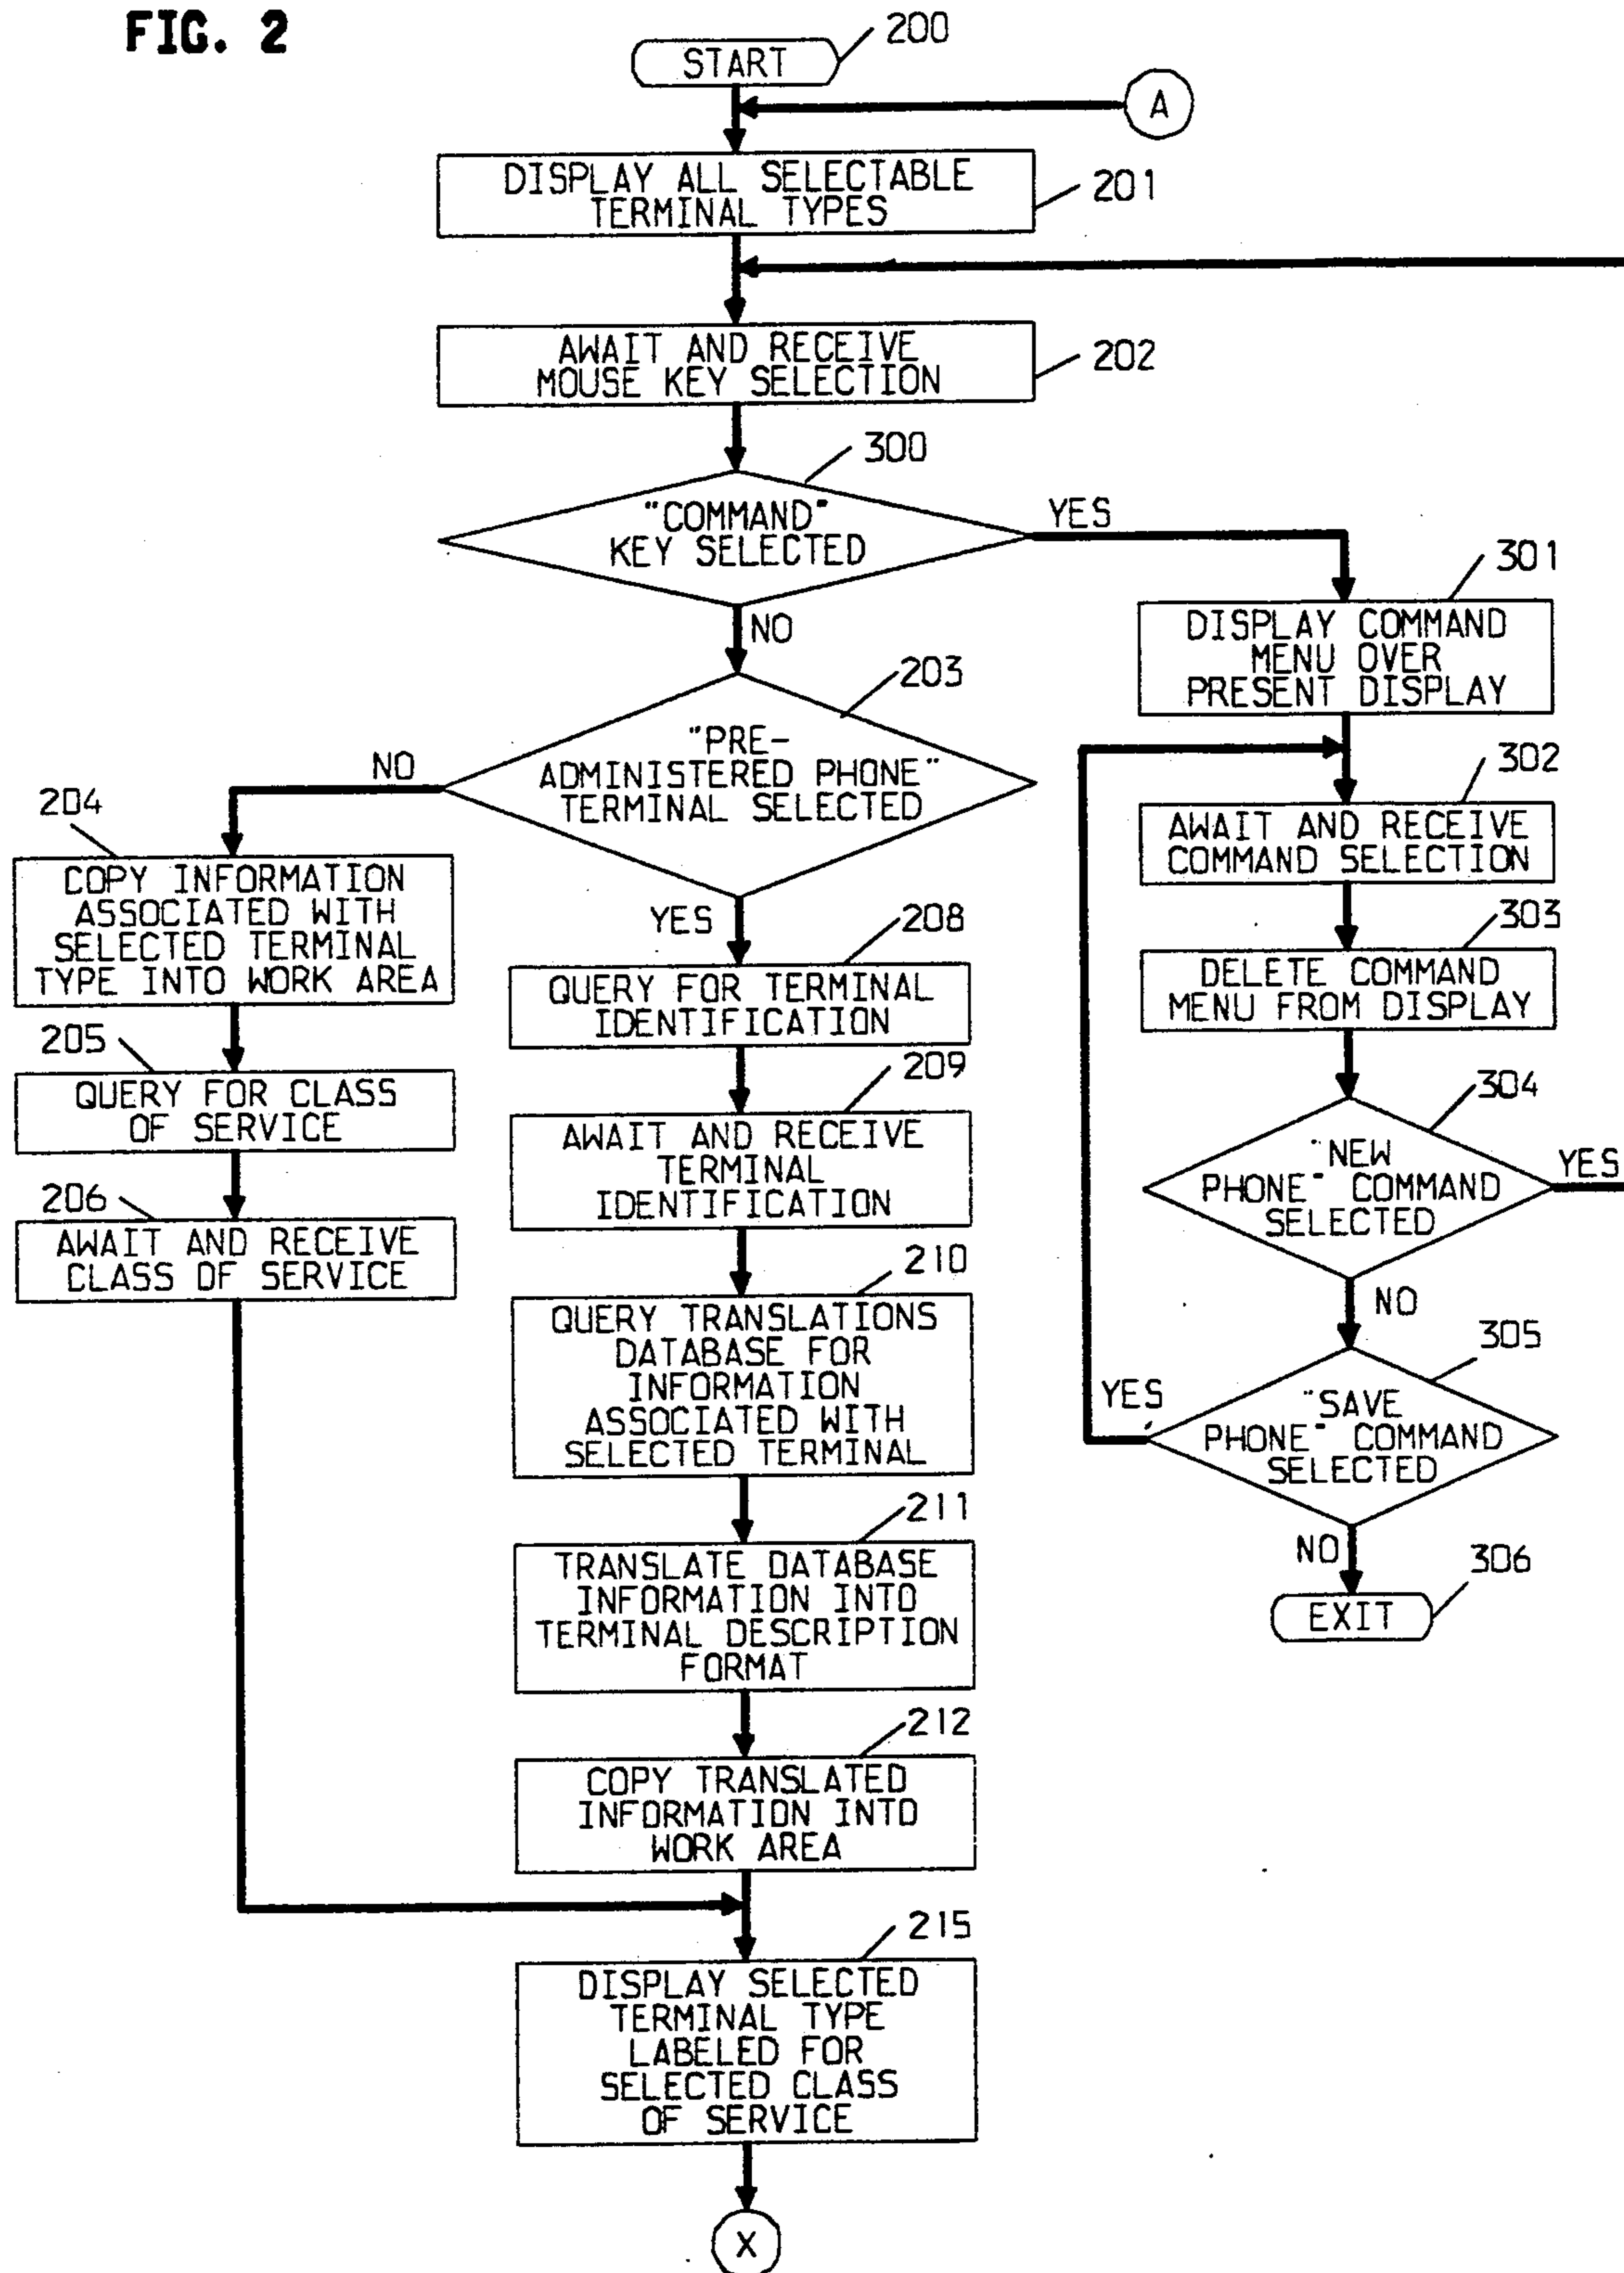 FIG. 2
START
200
A
DISPLAY ALL SELECTABLE
TERMINAL TYPES
201
AWAIT AND RECEIVE
MOUSE KEY SELECTION
202
300
"COMMAND"
KEY SELECTED
YES
NO
301
DISPLAY COMMAND
MENU OVER
PRESENT DISPLAY
203
"PRE-
ADMINISTERED PHONE"
TERMINAL SELECTED
NO
YES
302
AWAIT AND RECEIVE
COMMAND SELECTION
303
DELETE COMMAND
MENU FROM DISPLAY
304
"NEW
PHONE" COMMAND
SELECTED
YES
NO
305
"SAVE
PHONE" COMMAND
SELECTED
YES
NO
EXIT
306
204
COPY INFORMATION
ASSOCIATED WITH
SELECTED TERMINAL
TYPE INTO WORK AREA
205
QUERY FOR CLASS
OF SERVICE
206
AWAIT AND RECEIVE
CLASS OF SERVICE
208
QUERY FOR TERMINAL
IDENTIFICATION
209
AWAIT AND RECEIVE
TERMINAL
IDENTIFICATION
210
QUERY TRANSLATIONS
DATABASE FOR
INFORMATION
ASSOCIATED WITH
SELECTED TERMINAL
211
TRANSLATE DATABASE
INFORMATION INTO
TERMINAL DESCRIPTION
FORMAT
212
COPY TRANSLATED
INFORMATION INTO
WORK AREA
215
DISPLAY SELECTED
TERMINAL TYPE
LABELED FOR
SELECTED CLASS
OF SERVICE
X